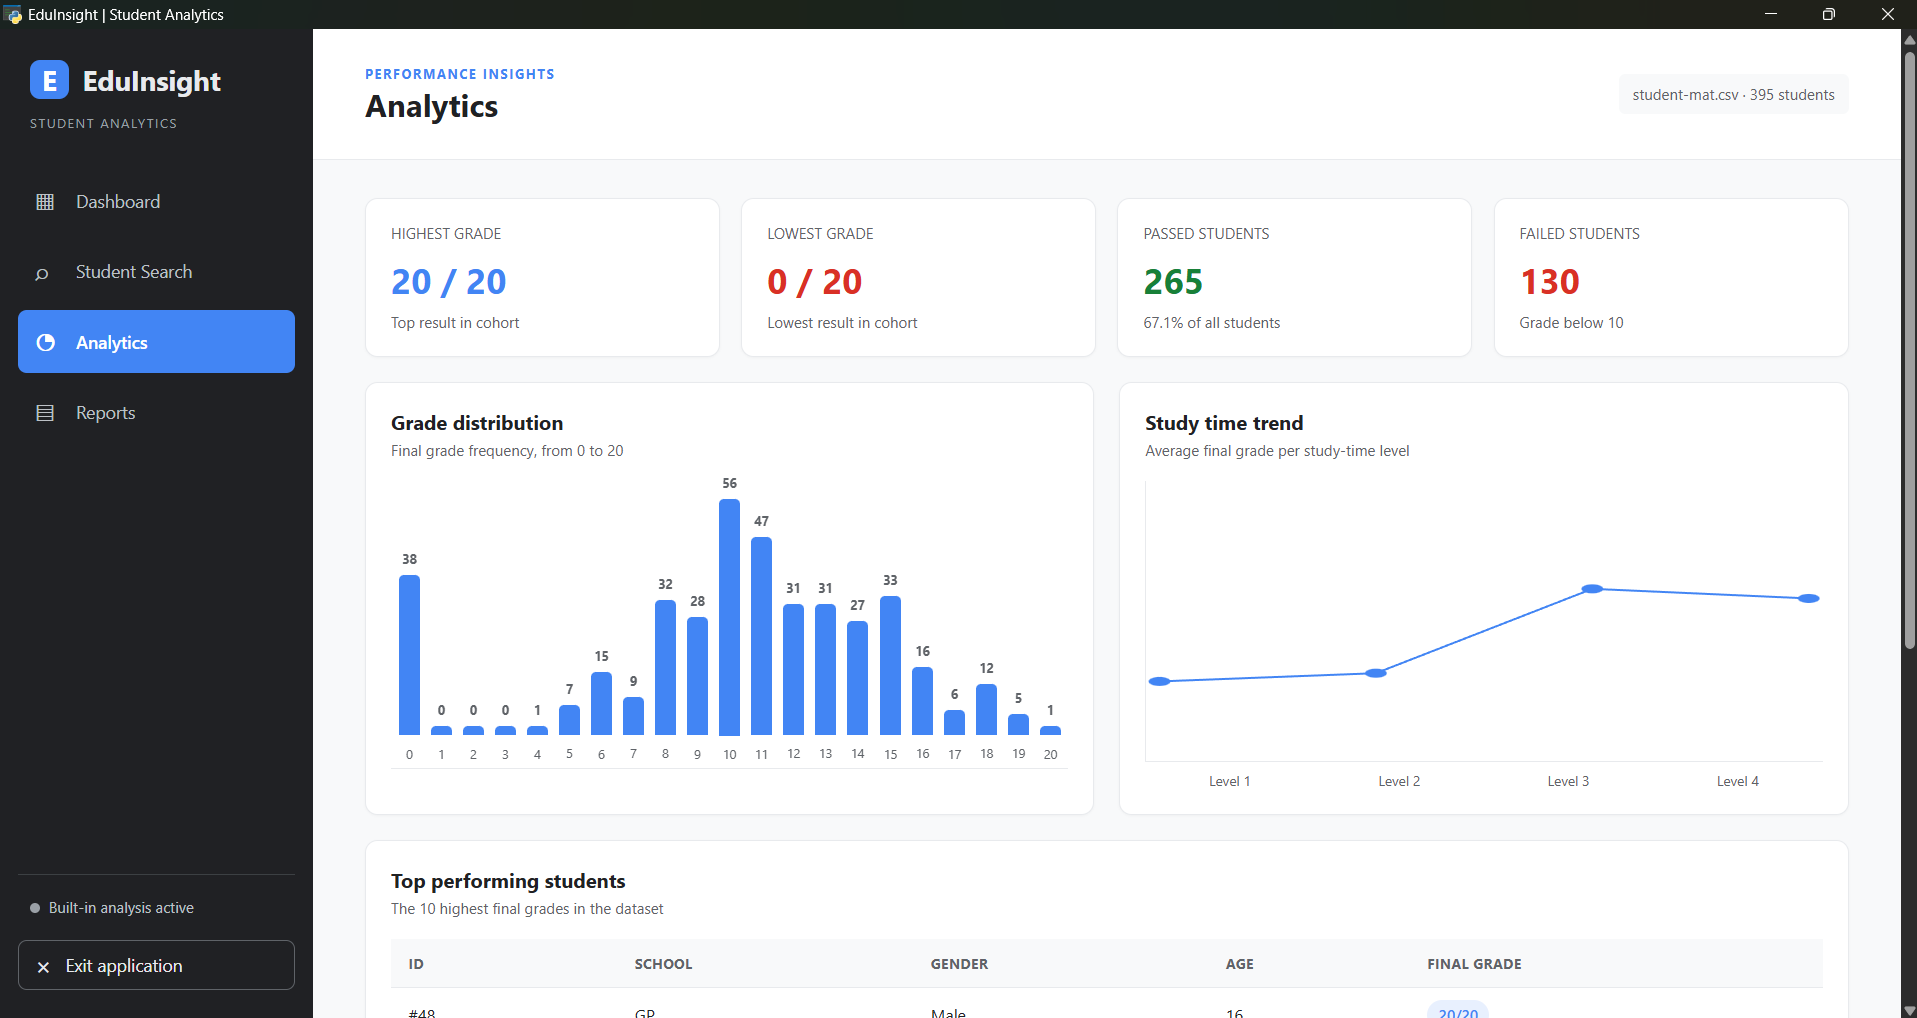 EduInsight | Student Analytics
E EduInsight
STUDENT ANALYTICS
Dashboard
Student Search
Analytics
Reports
Built-in analysis active
Exit application
PERFORMANCE INSIGHTS
Analytics
student-mat.csv · 395 students
HIGHEST GRADE
20 / 20
Top result in cohort
LOWEST GRADE
0 / 20
Lowest result in cohort
PASSED STUDENTS
265
67.1% of all students
FAILED STUDENTS
130
Grade below 10
Grade distribution
Final grade frequency, from 0 to 20
38 0 0 0 1 7 15 9 32 28 56 47 31 31 27 33 16 6 12 5 1
0 1 2 3 4 5 6 7 8 9 10 11 12 13 14 15 16 17 18 19 20
Study time trend
Average final grade per study-time level
Level 1 Level 2 Level 3 Level 4
Top performing students
The 10 highest final grades in the dataset
ID SCHOOL GENDER AGE FINAL GRADE
#48 GP Male 16 20/20